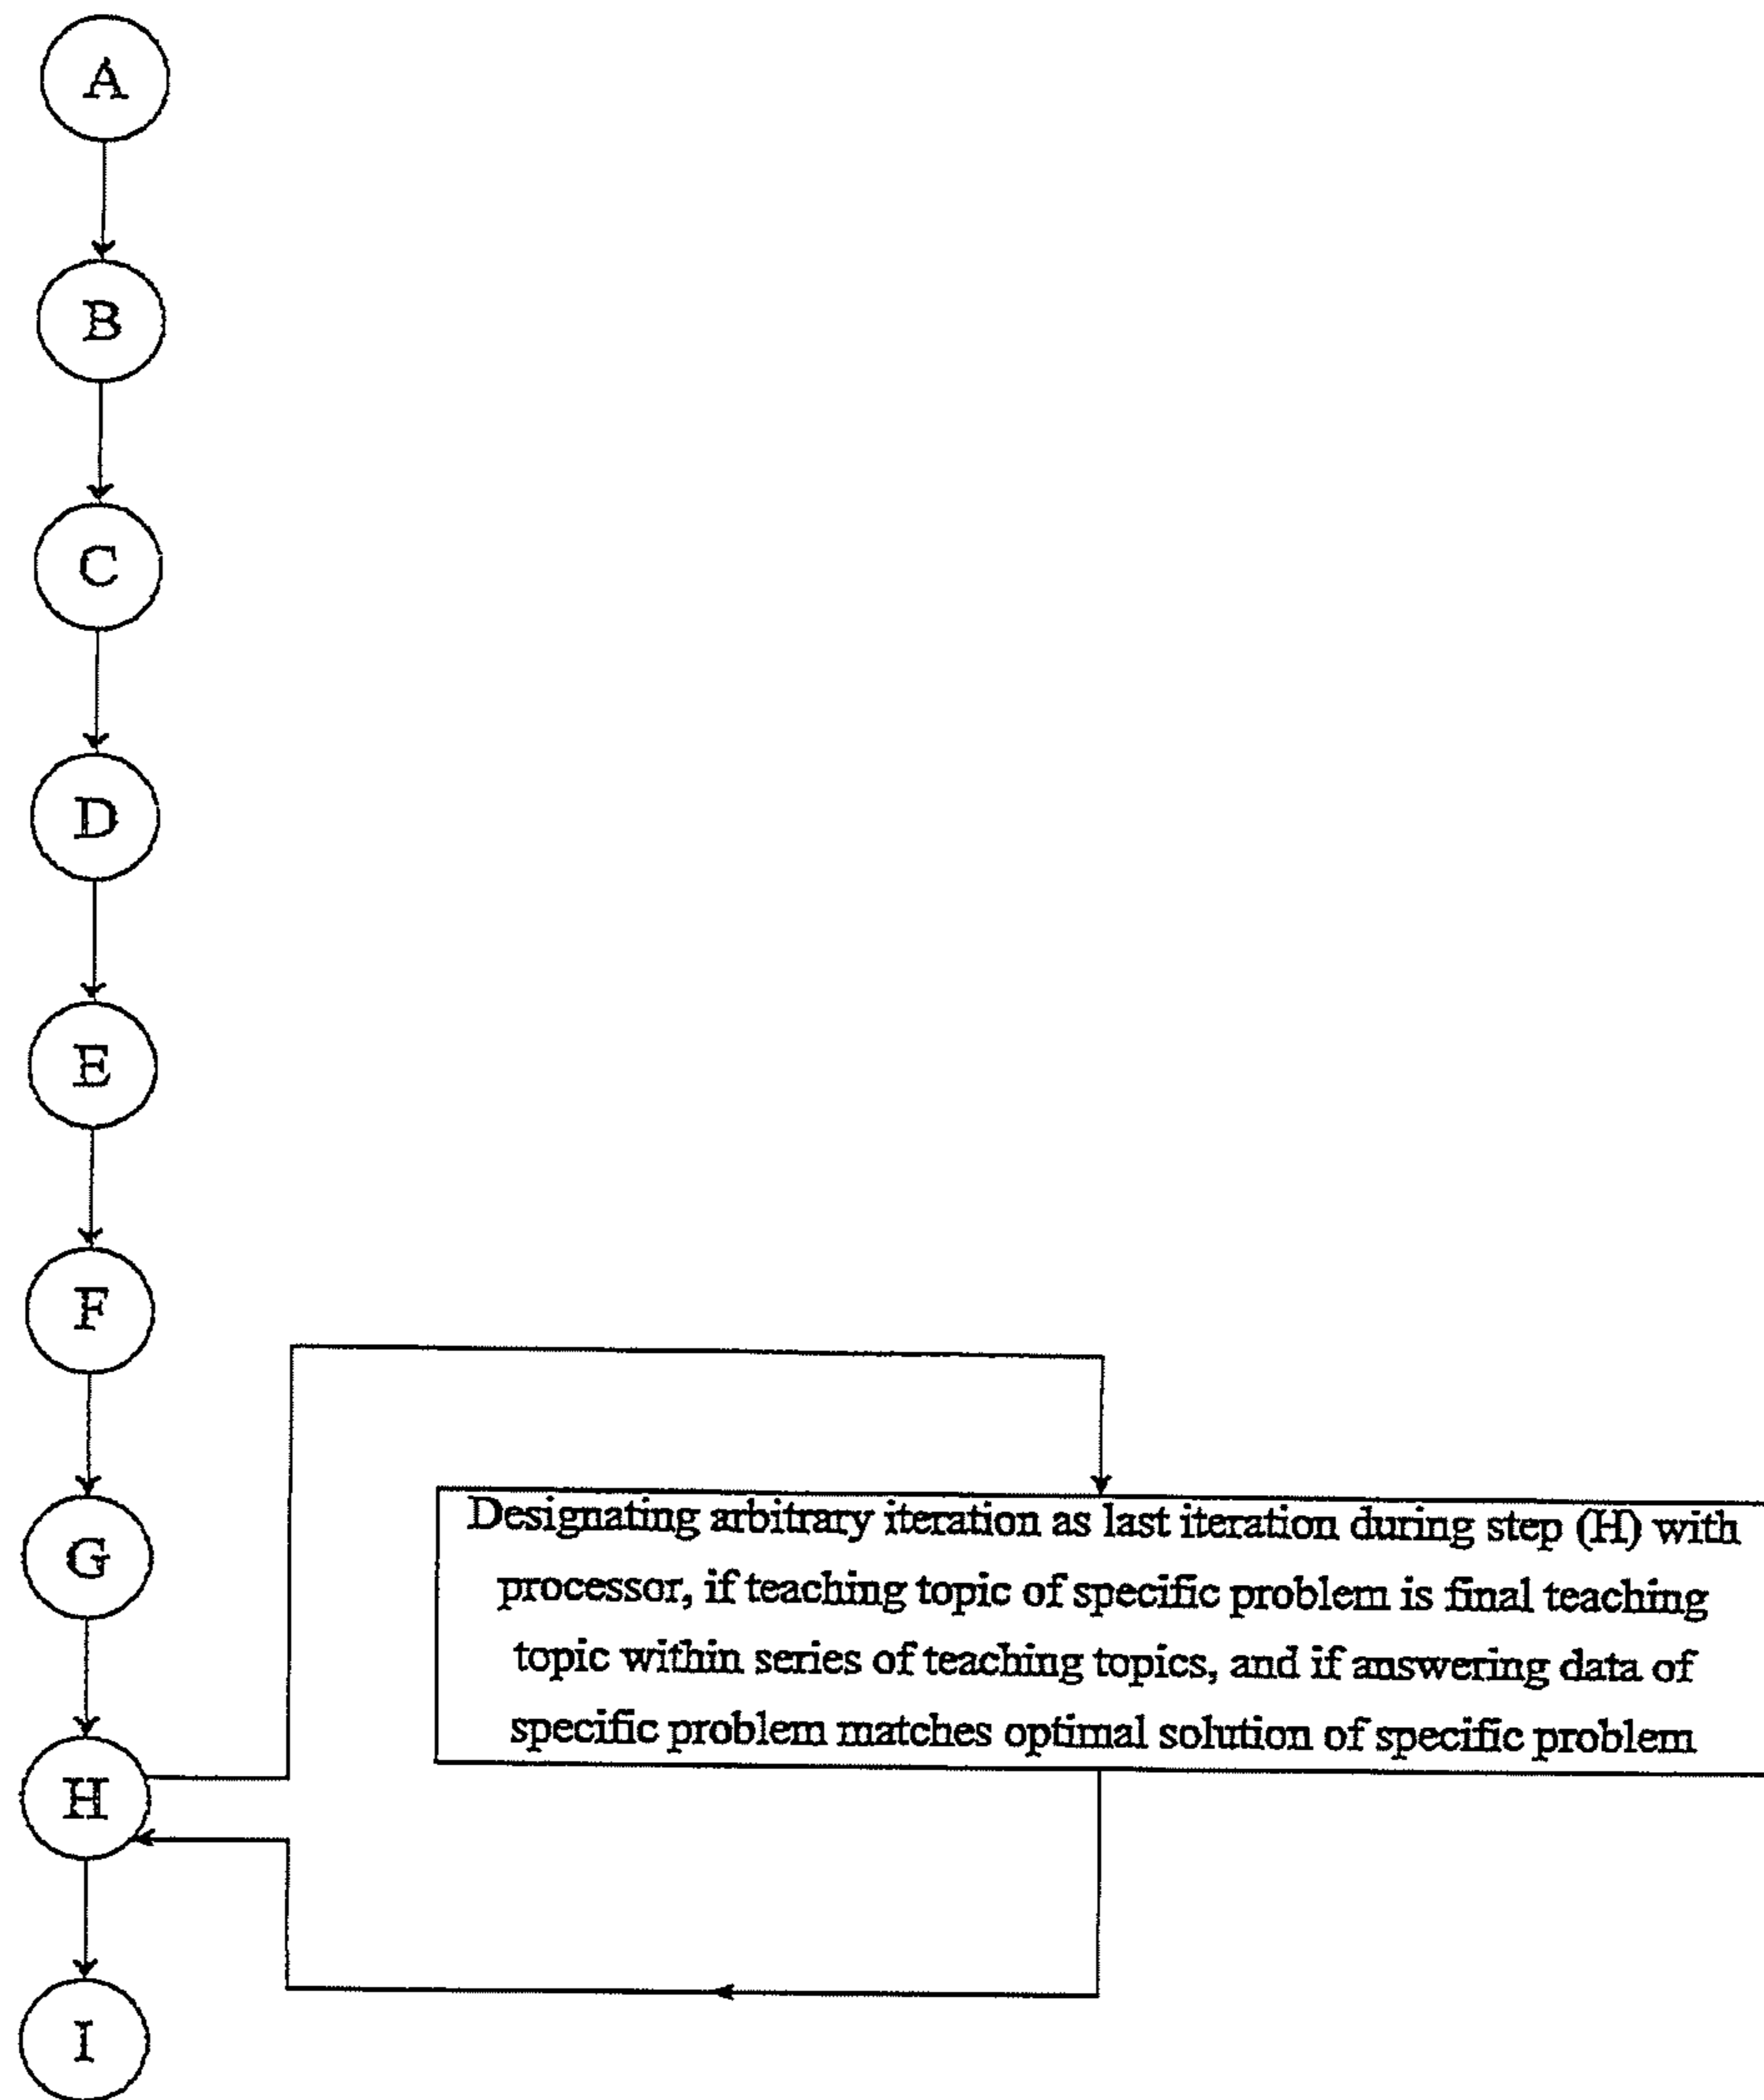 A
B
C
D
E
F
G
H
I
Designating arbitrary iteration as last iteration during step (H) with
processor, if teaching topic of specific problem is final teaching
topic within series of teaching topics, and if answering data of
specific problem matches optimal solution of specific problem